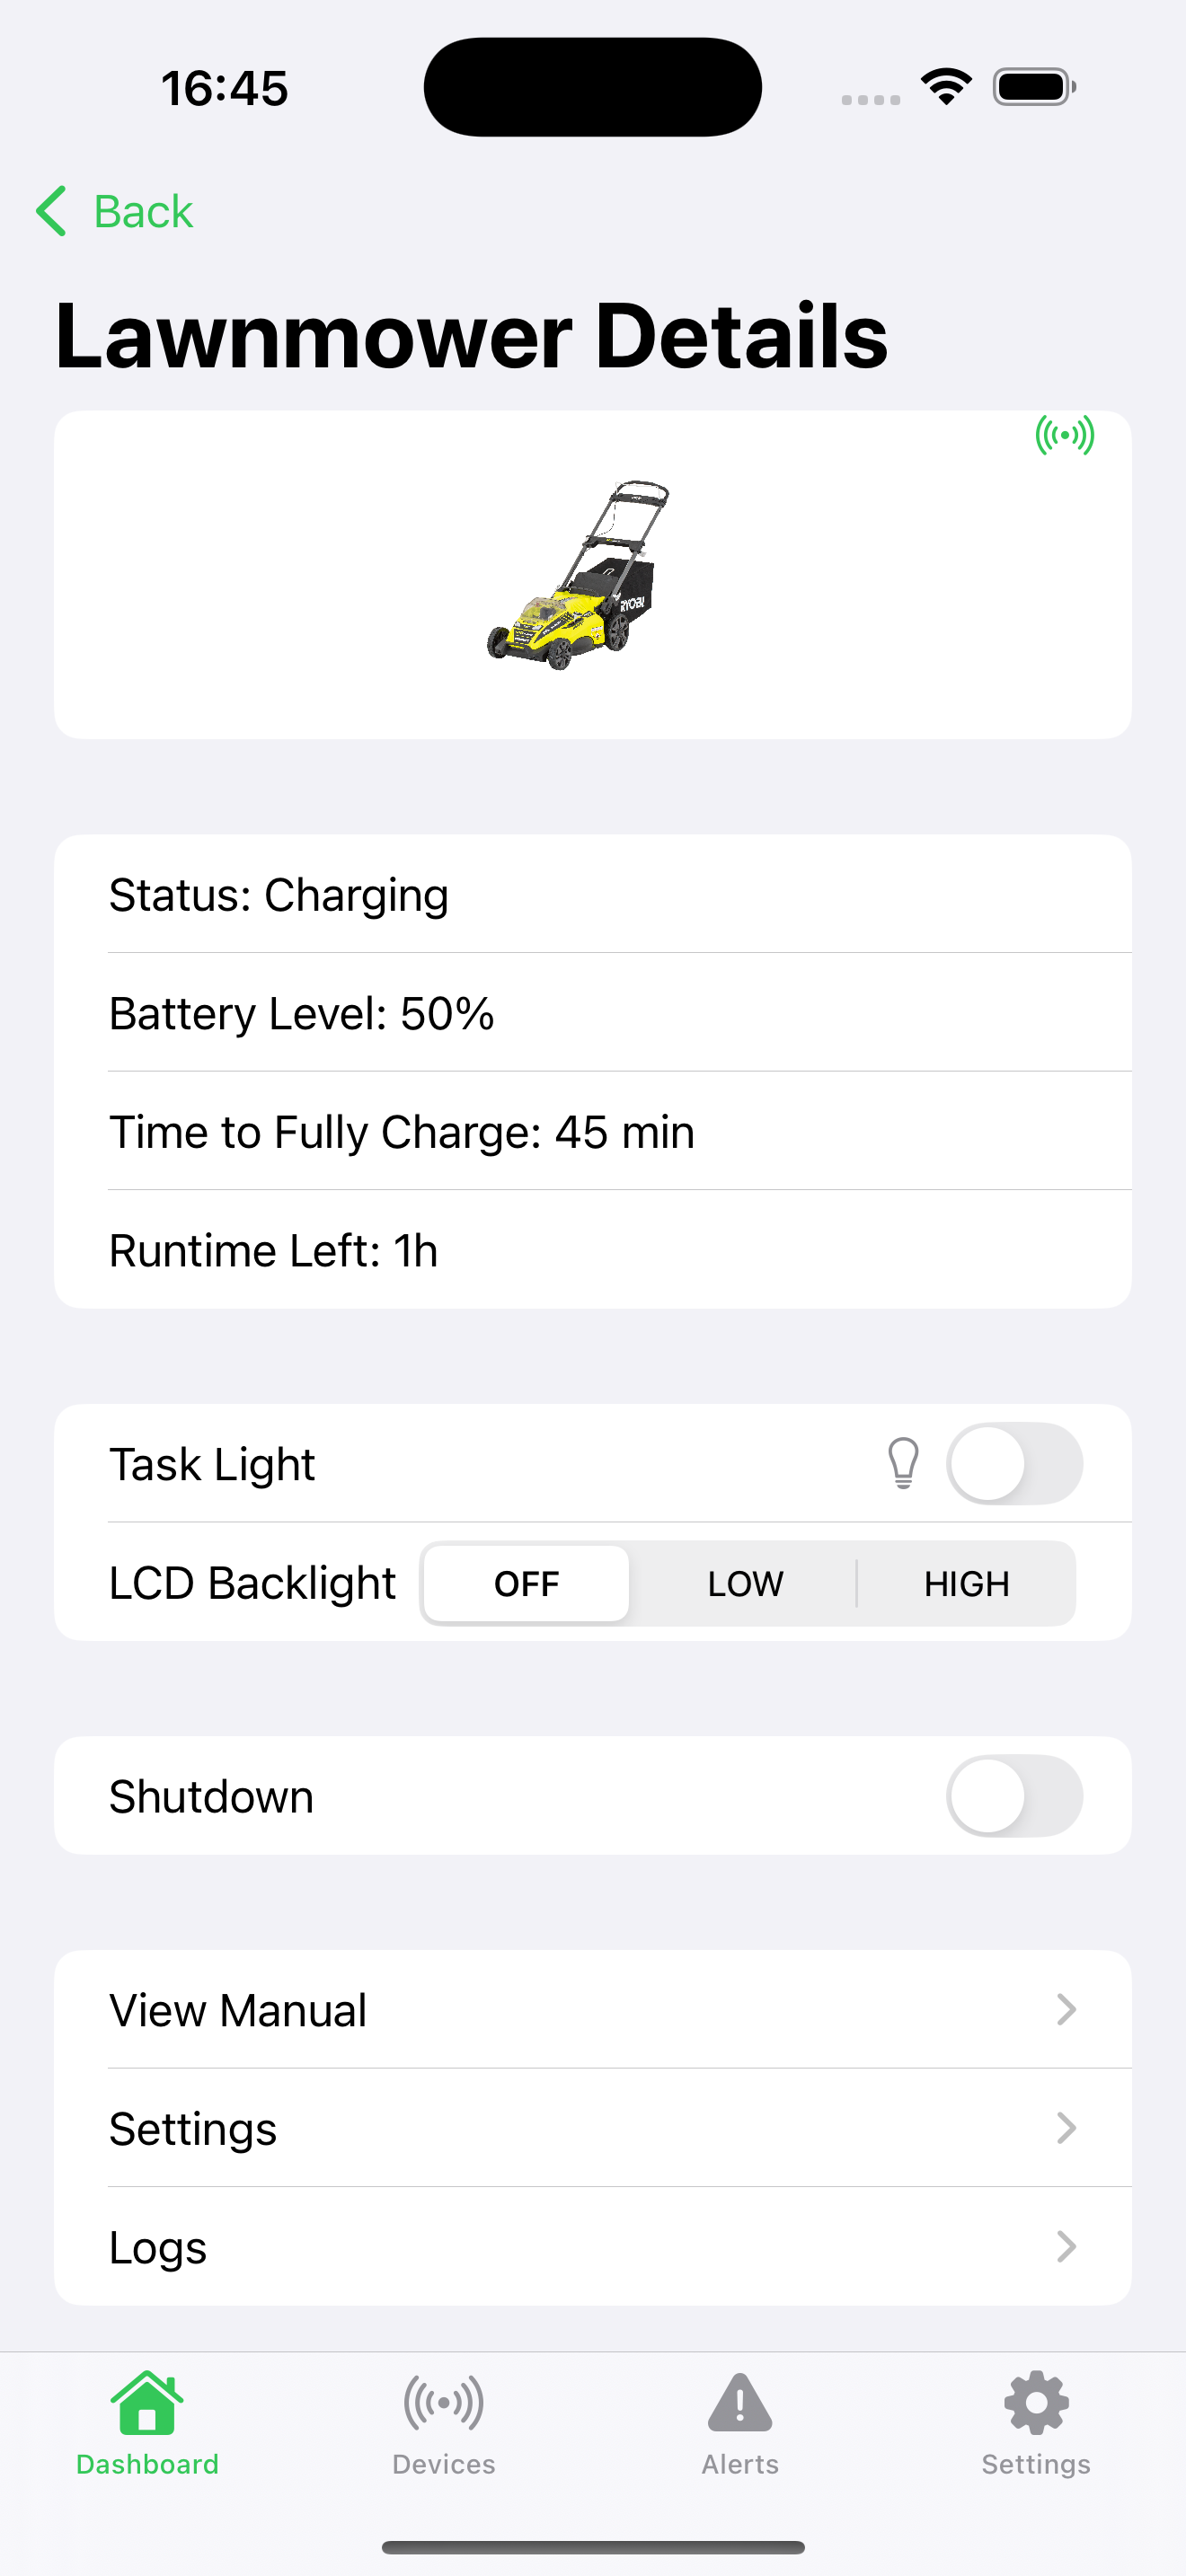 16:45
Back
Lawnmower Details
RYOBI
Status: Charging
Battery Level: 50%
Time to Fully Charge: 45 min
Runtime Left: 1h
Task Light
LCD Backlight OFF LOW HIGH
Shutdown
View Manual
Settings
Logs
Dashboard Devices Alerts Settings